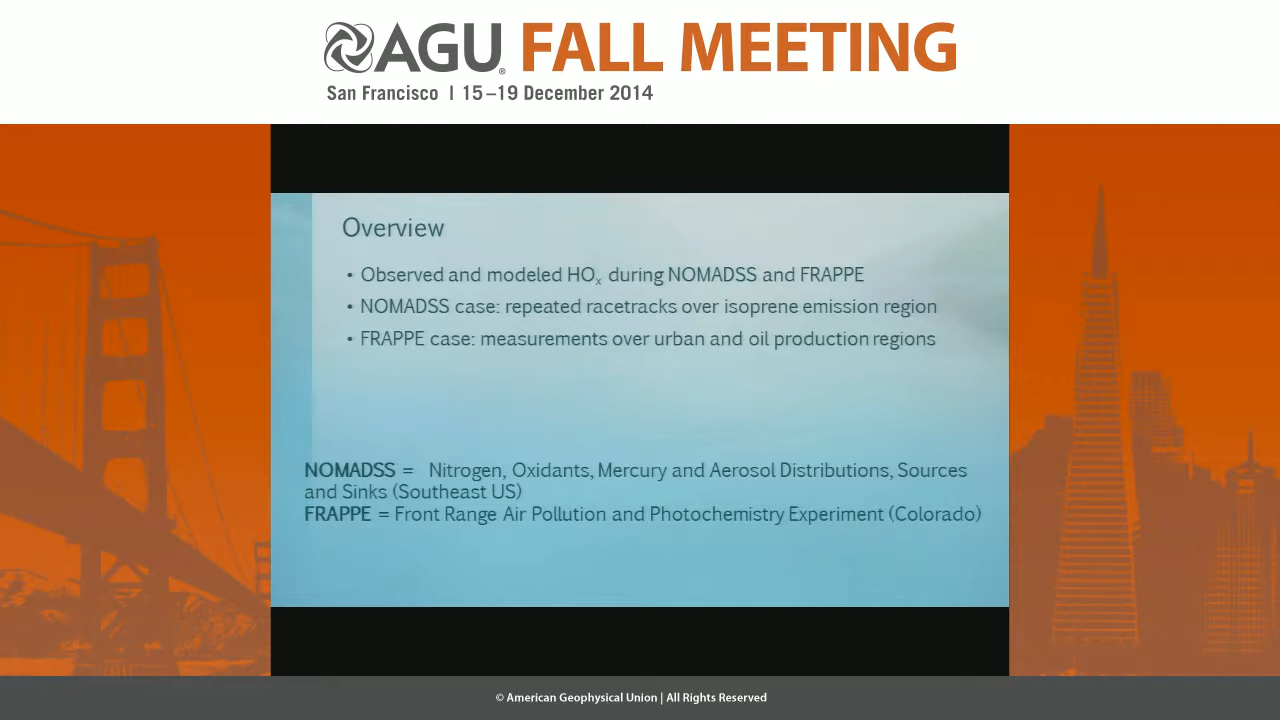 AGU® FALL MEETING
San Francisco | 15–19 December 2014
Overview
• Observed and modeled HOₓ during NOMADSS and FRAPPE
• NOMADSS case: repeated racetracks over isoprene emission region
• FRAPPE case: measurements over urban and oil production regions
NOMADSS = Nitrogen, Oxidants, Mercury and Aerosol Distributions, Sources
and Sinks (Southeast US)
FRAPPE = Front Range Air Pollution and Photochemistry Experiment (Colorado)
© American Geophysical Union | All Rights Reserved